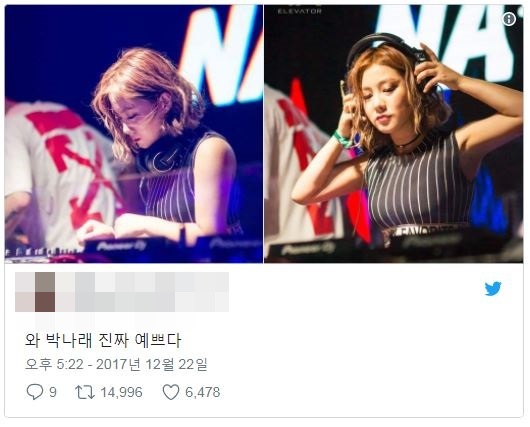 NA
ELEVATOR
NA
Pioneer Dj
Pioneer Dj
FAVORITE
와 박나래 진짜 예쁘다
오후 5:22 - 2017년 12월 22일
9 14,996 6,478